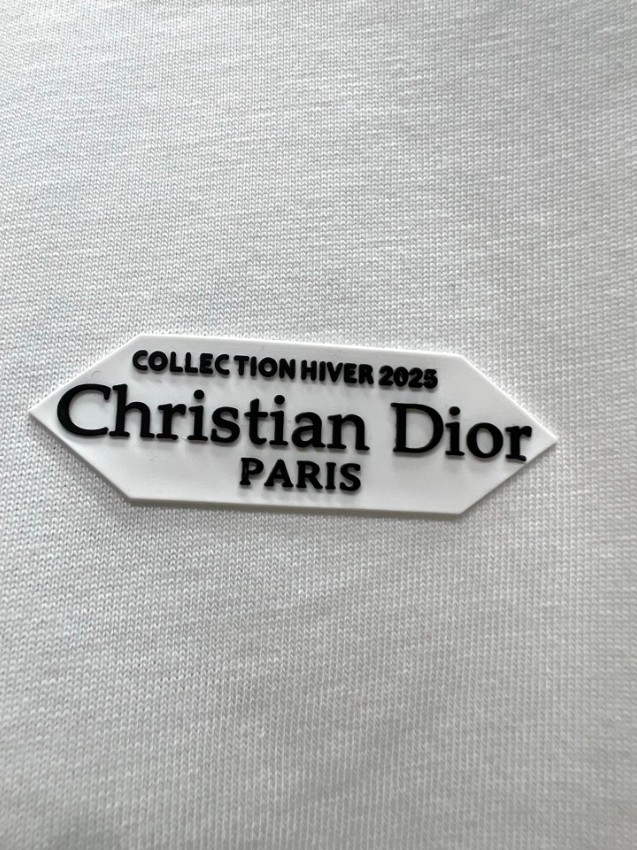 COLLECTION HIVER 2025
Christian Dior
PARIS